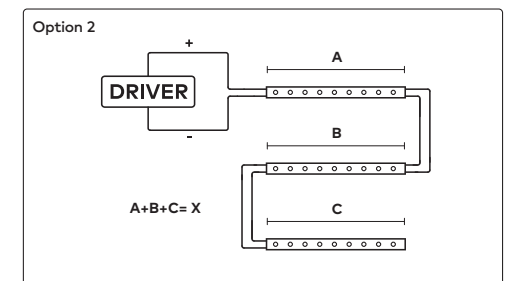 Option 2
+
A
DRIVER
-
B
A+B+C= X
C